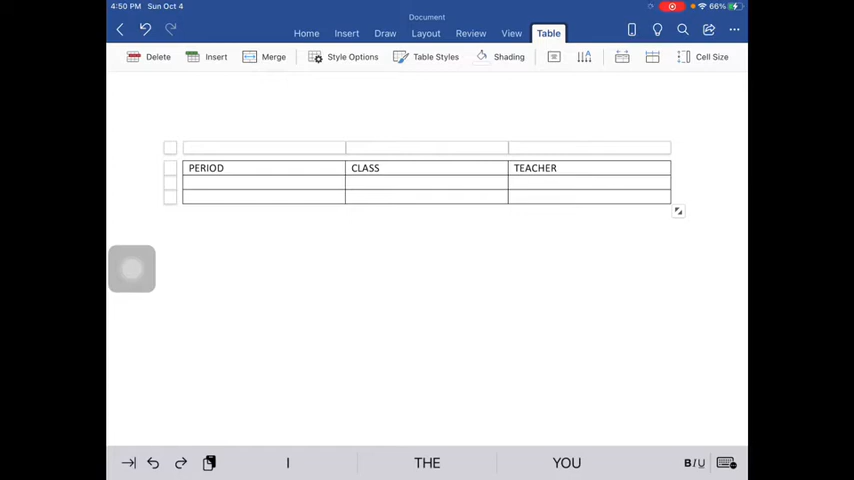 4:50 PM Sun Oct 4
66%
Document
Home Insert Draw Layout Review View Table
Delete Insert Merge Style Options Table Styles Shading Cell Size
PERIOD CLASS TEACHER
I THE YOU
BIU